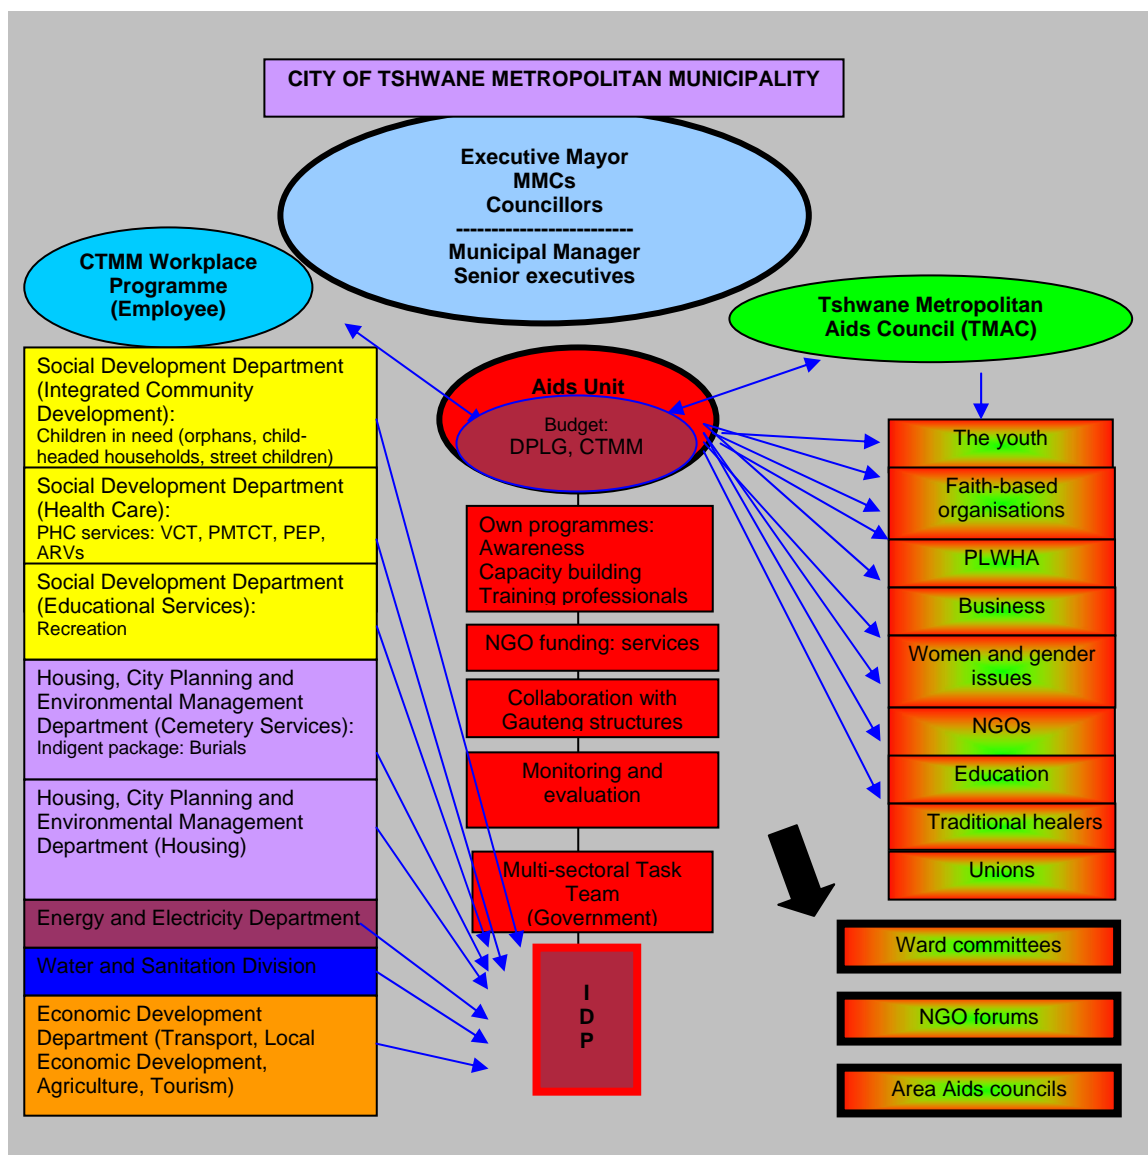 CITY OF TSHWANE METROPOLITAN MUNICIPALITY
Executive Mayor
MMCs
Councillors
-------------------------
Municipal Manager
Senior executives
CTMM Workplace
Programme
(Employee)
Tshwane Metropolitan
Aids Council (TMAC)
Social Development Department
(Integrated Community
Development):
Children in need (orphans, child-
headed households, street children)
Social Development Department
(Health Care):
PHC services: VCT, PMTCT, PEP,
ARVs
Social Development Department
(Educational Services):
Recreation
Housing, City Planning and
Environmental Management
Department (Cemetery Services):
Indigent package: Burials
Housing, City Planning and
Environmental Management
Department (Housing)
Energy and Electricity Department
Water and Sanitation Division
Economic Development
Department (Transport, Local
Economic Development,
Agriculture, Tourism)
Aids Unit
Budget:
DPLG, CTMM
Own programmes:
Awareness
Capacity building
Training professionals
NGO funding: services
Collaboration with
Gauteng structures
Monitoring and
evaluation
Multi-sectoral Task
Team
(Government)
I
D
P
The youth
Faith-based
organisations
PLWHA
Business
Women and gender
issues
NGOs
Education
Traditional healers
Unions
Ward committees
NGO forums
Area Aids councils